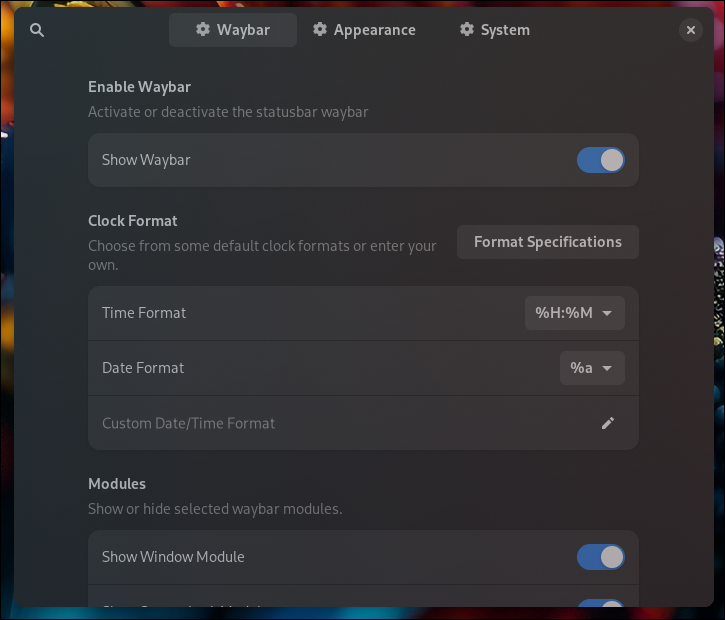 Waybar
Appearance
System
Enable Waybar
Activate or deactivate the statusbar waybar
Show Waybar
Clock Format
Choose from some default clock formats or enter your
own.
Format Specifications
Time Format
%H:%M
Date Format
%a
Custom Date/Time Format
Modules
Show or hide selected waybar modules.
Show Window Module